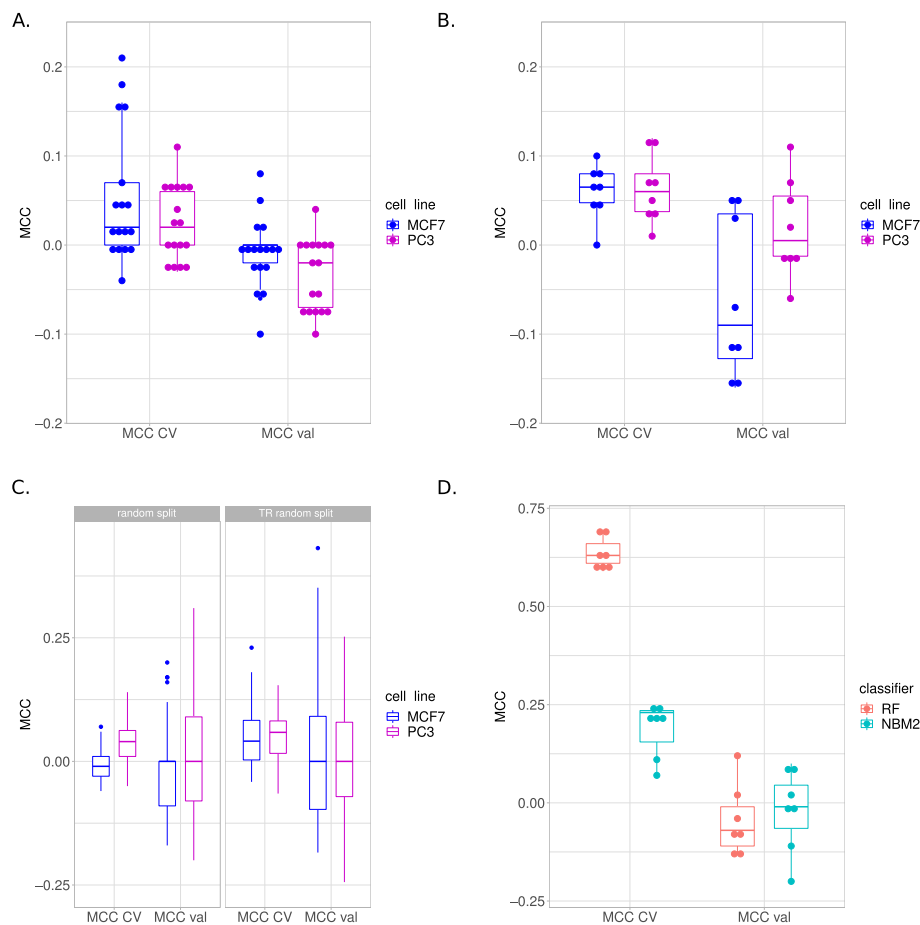 A.
MCC
0.2
0.1
0.0
−0.1
−0.2
MCC CV MCC val
cell line
MCF7
PC3
B.
MCC
0.2
0.1
0.0
−0.1
−0.2
MCC CV MCC val
cell line
MCF7
PC3
C.
random split TR random split
MCC
0.25
0.00
−0.25
MCC CV MCC val MCC CV MCC val
cell line
MCF7
PC3
D.
MCC
0.75
0.50
0.25
0.00
−0.25
MCC CV MCC val
classifier
RF
NBM2